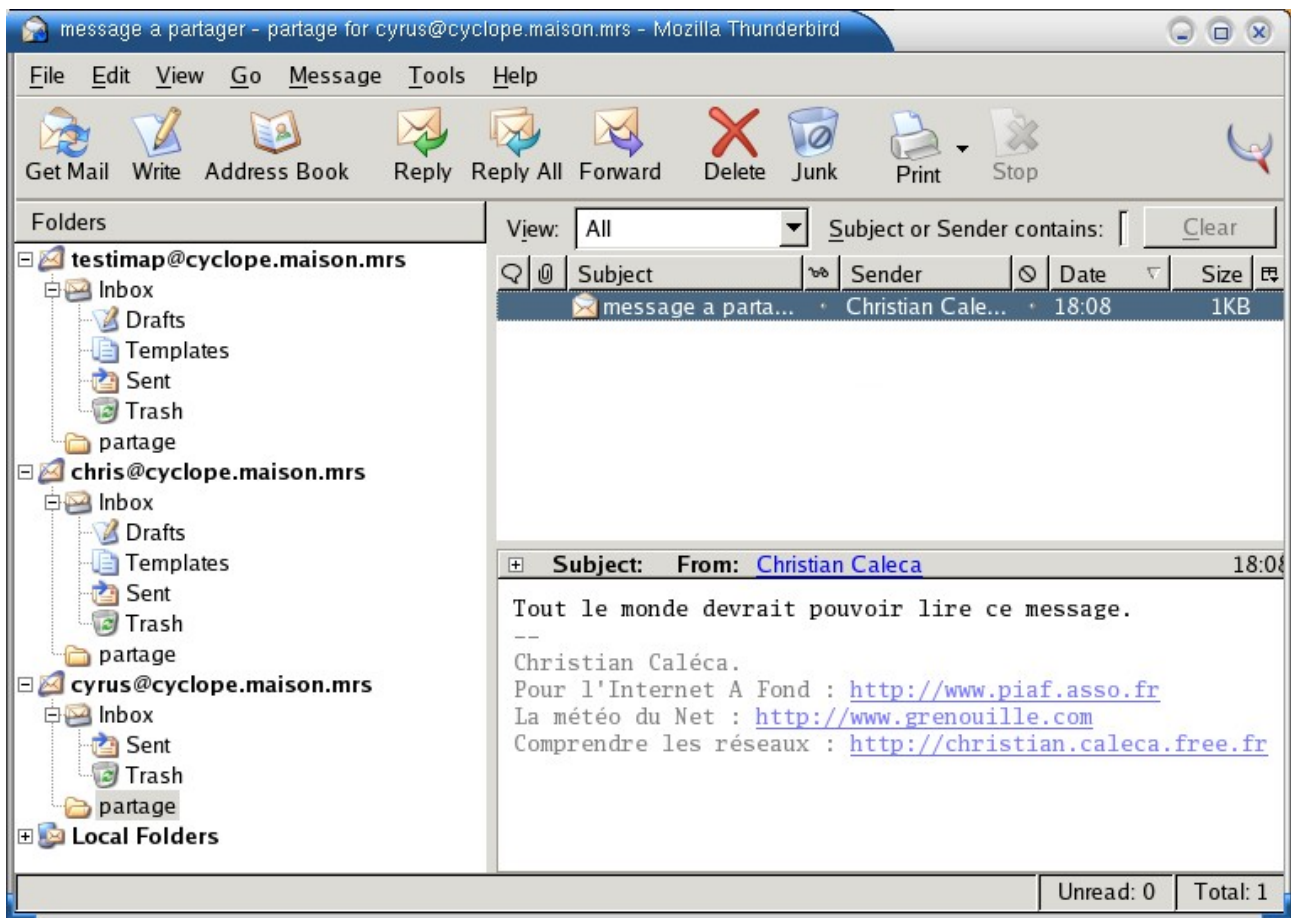 message a partager - partage for cyrus@cyclope.maison.mrs - Mozilla Thunderbird
File Edit View Go Message Tools Help
Get Mail Write Address Book Reply Reply All Forward Delete Junk Print Stop
Folders
testimap@cyclope.maison.mrs
Inbox
Drafts
Templates
Sent
Trash
partage
chris@cyclope.maison.mrs
Inbox
Drafts
Templates
Sent
Trash
partage
cyrus@cyclope.maison.mrs
Inbox
Sent
Trash
partage
Local Folders
View: All Subject or Sender contains: Clear
Subject Sender Date Size
message a parta... Christian Cale... 18:08 1KB
Subject: From: Christian Caleca 18:08
Tout le monde devrait pouvoir lire ce message.
--
Christian Caléca.
Pour l'Internet A Fond : http://www.piaf.asso.fr
La météo du Net : http://www.grenouille.com
Comprendre les réseaux : http://christian.caleca.free.fr
Unread: 0 Total: 1